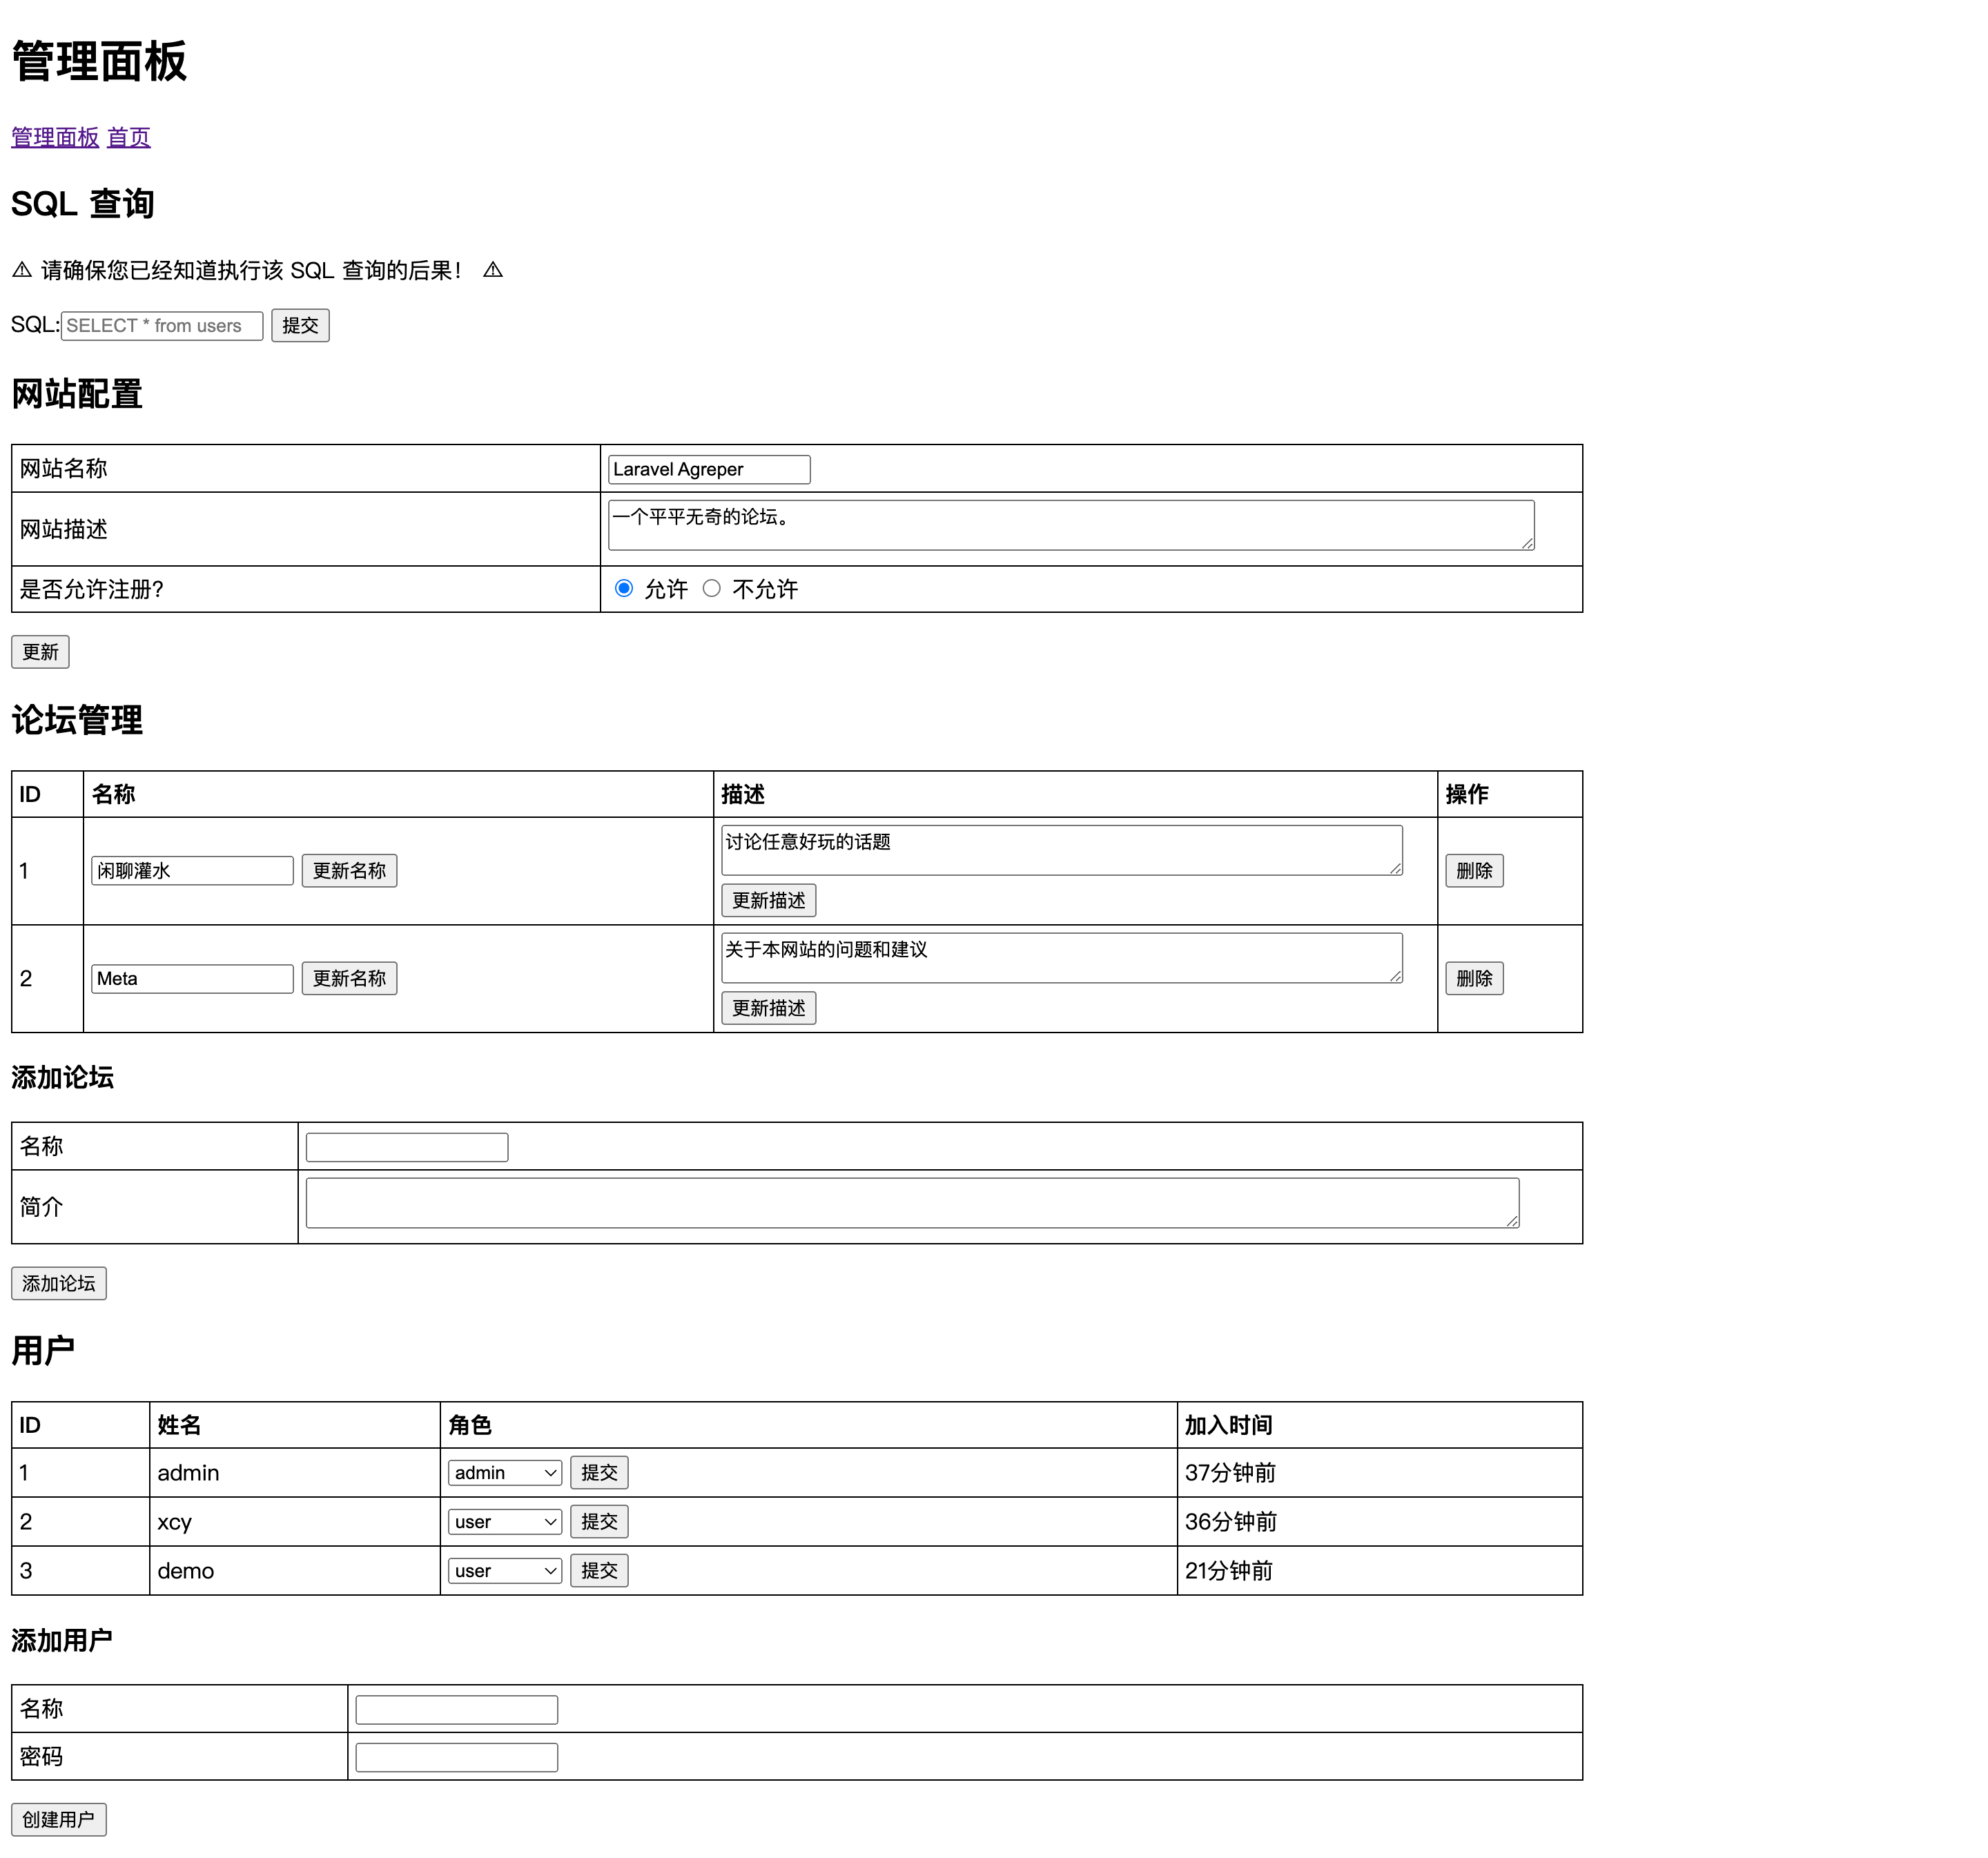 管理面板
管理面板 首页
SQL 查询
⚠ 请确保您已经知道执行该 SQL 查询的后果！ ⚠
SQL: SELECT * from users 提交
网站配置
网站名称 Laravel Agreper
网站描述 一个平平无奇的论坛。
是否允许注册? 允许 不允许
更新
论坛管理
ID 名称 描述 操作
1 闲聊灌水 更新名称 讨论任意好玩的话题 更新描述 删除
2 Meta 更新名称 关于本网站的问题和建议 更新描述 删除
添加论坛
名称
简介
添加论坛
用户
ID 姓名 角色 加入时间
1 admin admin 提交 37分钟前
2 xcy user 提交 36分钟前
3 demo user 提交 21分钟前
添加用户
名称
密码
创建用户